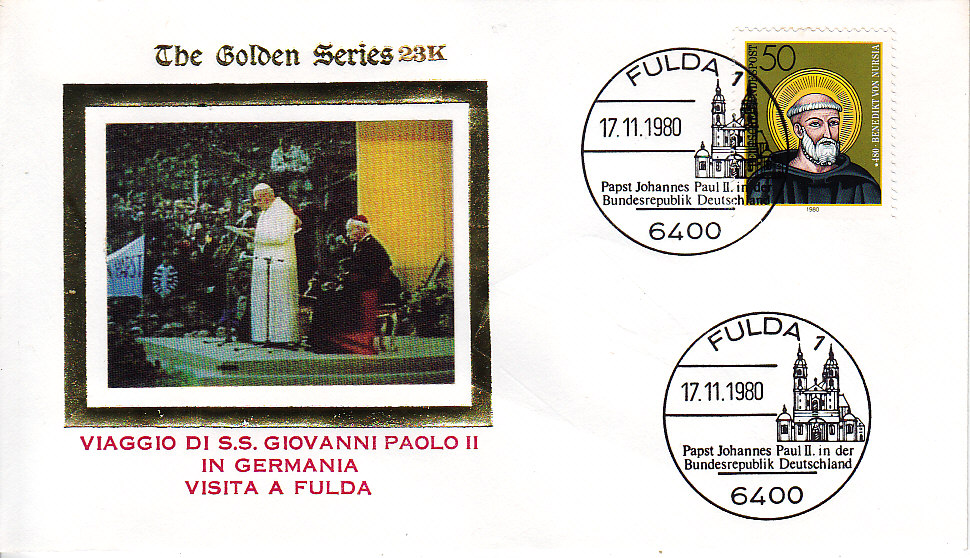 The Golden Series 23K
VIAGGIO DI S.S. GIOVANNI PAOLO II
IN GERMANIA
VISITA A FULDA
50
480 BENEDIKT VON NURSIA
1980
FULDA 1
17.11.1980
Papst Johannes Paul II. in der
Bundesrepublik Deutschland
6400
FULDA 1
17.11.1980
Papst Johannes Paul II. in der
Bundesrepublik Deutschland
6400